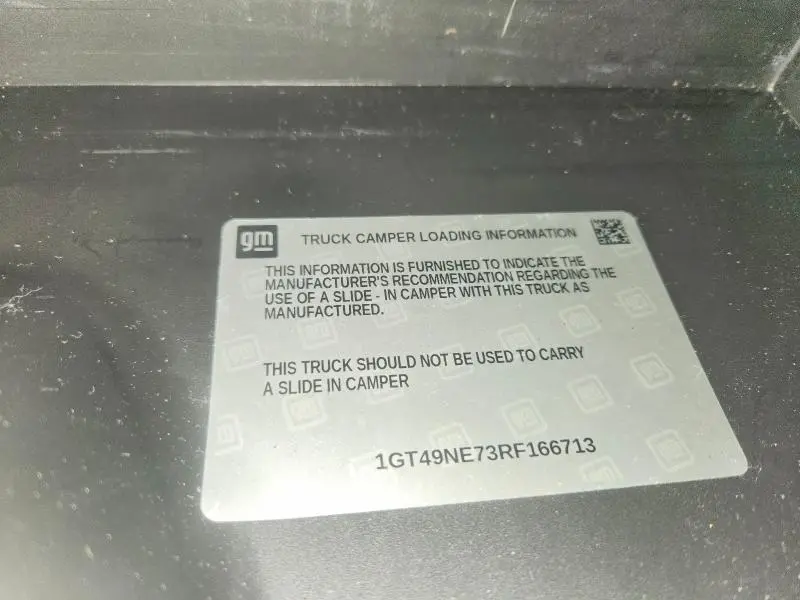 gm TRUCK CAMPER LOADING INFORMATION
THIS INFORMATION IS FURNISHED TO INDICATE THE
MANUFACTURER'S RECOMMENDATION REGARDING THE
USE OF A SLIDE - IN CAMPER WITH THIS TRUCK AS
MANUFACTURED.
THIS TRUCK SHOULD NOT BE USED TO CARRY
A SLIDE IN CAMPER
1GT49NE73RF166713